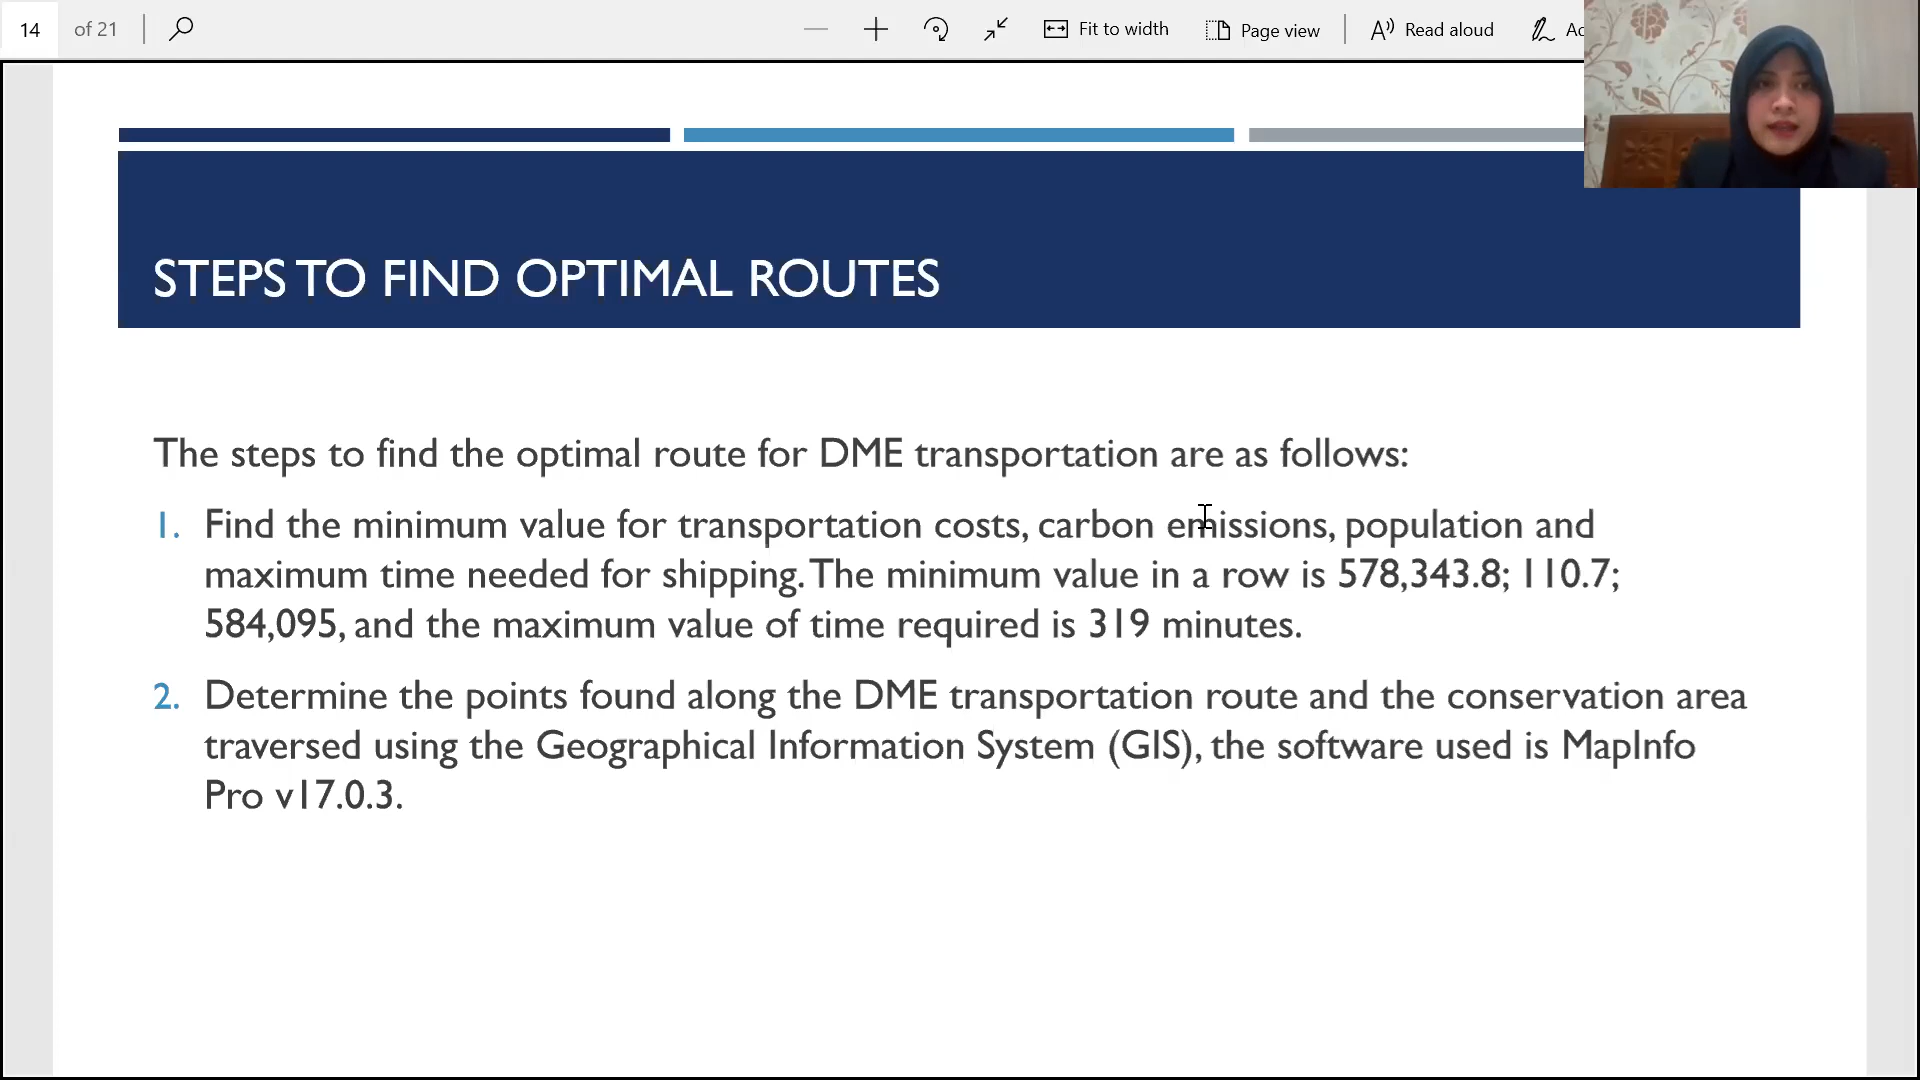 14 of 21 Fit to width Page view Read aloud
STEPS TO FIND OPTIMAL ROUTES
The steps to find the optimal route for DME transportation are as follows:
1. Find the minimum value for transportation costs, carbon emissions, population and
maximum time needed for shipping. The minimum value in a row is 578,343.8; 110.7;
584,095, and the maximum value of time required is 319 minutes.
2. Determine the points found along the DME transportation route and the conservation area
traversed using the Geographical Information System (GIS), the software used is MapInfo
Pro v17.0.3.